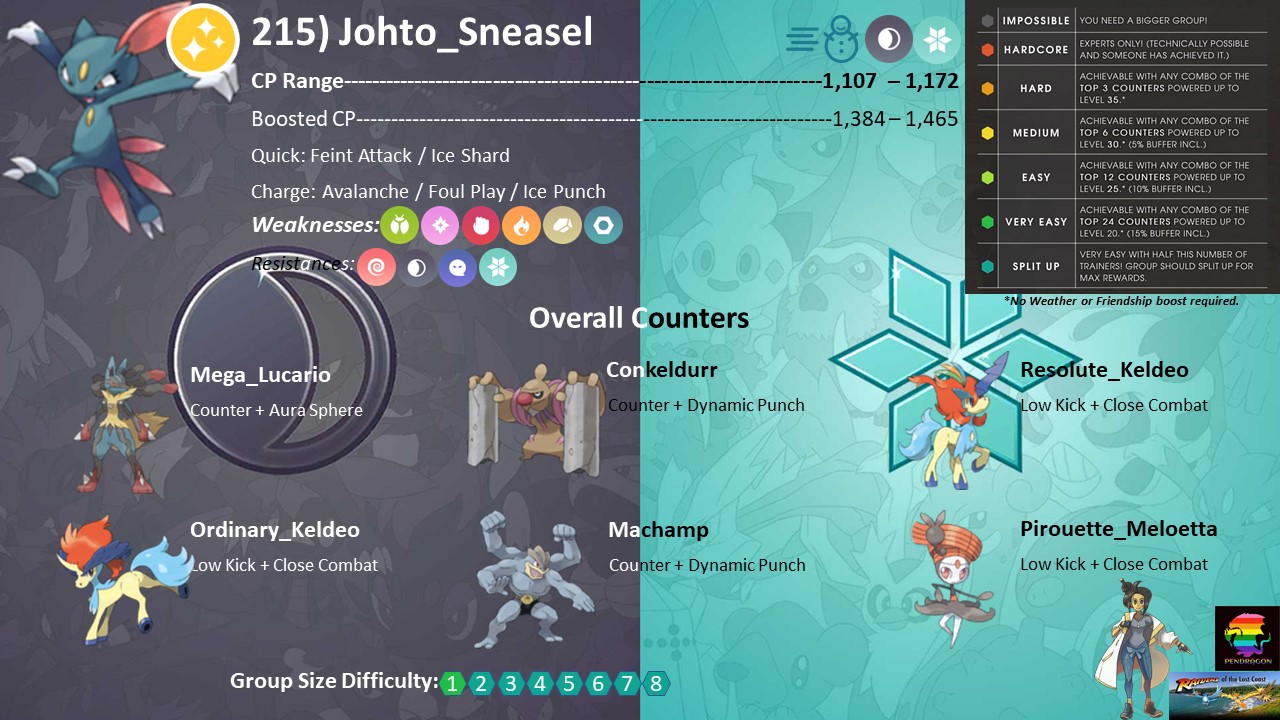 215) Johto_Sneasel
CP Range--------------------------------------------------------------------1,107 – 1,172
Boosted CP--------------------------------------------------------------------1,384 – 1,465
Quick: Feint Attack / Ice Shard
Charge: Avalanche / Foul Play / Ice Punch
Weaknesses:
Resistances:
IMPOSSIBLE YOU NEED A BIGGER GROUP!
HARDCORE EXPERTS ONLY! (TECHNICALLY POSSIBLE
AND SOMEONE HAS ACHIEVED IT.)
HARD ACHIEVABLE WITH ANY COMBO OF THE
TOP 3 COUNTERS POWERED UP TO
LEVEL 35.*
MEDIUM ACHIEVABLE WITH ANY COMBO OF THE
TOP 6 COUNTERS POWERED UP TO
LEVEL 30.* (5% BUFFER INCL.)
EASY ACHIEVABLE WITH ANY COMBO OF THE
TOP 12 COUNTERS POWERED UP TO
LEVEL 25.* (10% BUFFER INCL.)
VERY EASY ACHIEVABLE WITH ANY COMBO OF THE
TOP 24 COUNTERS POWERED UP TO
LEVEL 20.* (15% BUFFER INCL.)
SPLIT UP VERY EASY WITH HALF THIS NUMBER OF
TRAINERS! GROUP SHOULD SPLIT UP FOR
MAX REWARDS.
*No Weather or Friendship boost required.
Overall Counters
Mega_Lucario
Counter + Aura Sphere
Conkeldurr
Counter + Dynamic Punch
Resolute_Keldeo
Low Kick + Close Combat
Ordinary_Keldeo
Low Kick + Close Combat
Machamp
Counter + Dynamic Punch
Pirouette_Meloetta
Low Kick + Close Combat
Group Size Difficulty: 1 2 3 4 5 6 7 8
PENDRAGON
RAIDERS of the Lost Coast